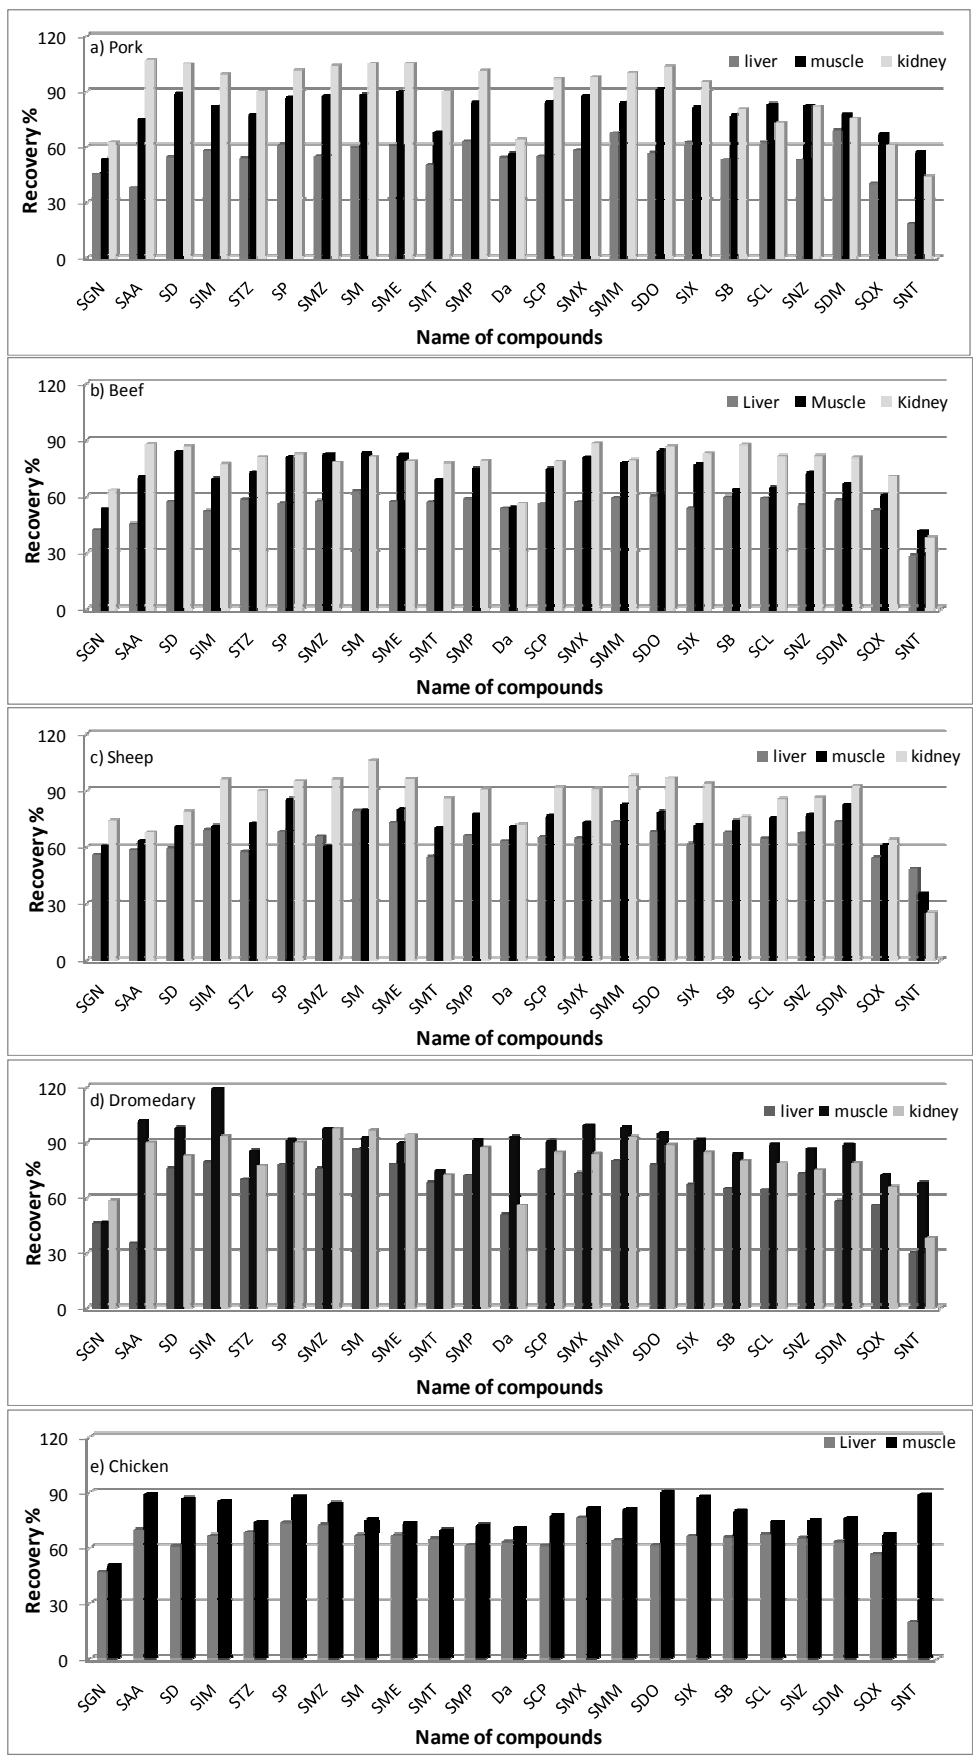 120
a) Pork
liver muscle kidney
90
60
30
0
Recovery %
SGN SAA SD SIM STZ SP SMZ SM SME SMT SMP Da SCP SMX SMM SDO SIX SB SCL SNZ SDM SQX SNT
Name of compounds
120
b) Beef
Liver Muscle Kidney
90
60
30
0
Recovery %
SGN SAA SD SIM STZ SP SMZ SM SME SMT SMP Da SCP SMX SMM SDO SIX SB SCL SNZ SDM SQX SNT
Name of compounds
120
c) Sheep
liver muscle kidney
90
60
30
0
Recovery %
SGN SAA SD SIM STZ SP SMZ SM SME SMT SMP Da SCP SMX SMM SDO SIX SB SCL SNZ SDM SQX SNT
Name of compounds
120
d) Dromedary
liver muscle kidney
90
60
30
0
Recovery%
SGN SAA SD SIM STZ SP SMZ SM SME SMT SMP Da SCP SMX SMM SDO SIX SB SCL SNZ SDM SQX SNT
Name of compounds
120
Liver muscle
e) Chicken
90
60
30
0
Recovery %
SGN SAA SD SIM STZ SP SMZ SM SME SMT SMP Da SCP SMX SMM SDO SIX SB SCL SNZ SDM SQX SNT
Name of compounds